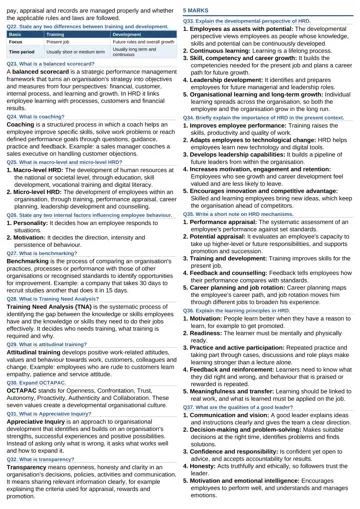 pay, appraisal and records are managed properly and whether
the applicable rules and laws are followed.
Q22. State any two differences between training and development.
Basis Training Development
Focus Present job Future roles and overall growth
Time period Usually short or medium term Usually long term and
continuous
Q23. What is a balanced scorecard?
A balanced scorecard is a strategic performance management
framework that turns an organisation's strategy into objectives
and measures from four perspectives: financial, customer,
internal process, and learning and growth. In HRD it links
employee learning with processes, customers and financial
results.
Q24. What is coaching?
Coaching is a structured process in which a coach helps an
employee improve specific skills, solve work problems or reach
defined performance goals through questions, guidance,
practice and feedback. Example: a sales manager coaches a
sales executive on handling customer objections.
Q25. What is macro-level and micro-level HRD?
1. Macro-level HRD: The development of human resources at
the national or societal level, through education, skill
development, vocational training and digital literacy.
2. Micro-level HRD: The development of employees within an
organisation, through training, performance appraisal, career
planning, leadership development and counselling.
Q26. State any two internal factors influencing employee behaviour.
1. Personality: It decides how an employee responds to
situations.
2. Motivation: It decides the direction, intensity and
persistence of behaviour.
Q27. What is benchmarking?
Benchmarking is the process of comparing an organisation's
practices, processes or performance with those of other
organisations or recognised standards to identify opportunities
for improvement. Example: a company that takes 30 days to
recruit studies another that does it in 15 days.
Q28. What is Training Need Analysis?
Training Need Analysis (TNA) is the systematic process of
identifying the gap between the knowledge or skills employees
have and the knowledge or skills they need to do their jobs
effectively. It decides who needs training, what training is
required and why.
Q29. What is attitudinal training?
Attitudinal training develops positive work-related attitudes,
values and behaviour towards work, customers, colleagues and
change. Example: employees who are rude to customers learn
empathy, patience and service attitude.
Q30. Expand OCTAPAC.
OCTAPAC stands for Openness, Confrontation, Trust,
Autonomy, Proactivity, Authenticity and Collaboration. These
seven values create a developmental organisational culture.
Q31. What is Appreciative Inquiry?
Appreciative Inquiry is an approach to organisational
development that identifies and builds on an organisation's
strengths, successful experiences and positive possibilities.
Instead of asking only what is wrong, it asks what works well
and how to expand it.
Q32. What is transparency?
Transparency means openness, honesty and clarity in an
organisation's decisions, policies, activities and communication.
It means sharing relevant information clearly, for example
explaining the criteria used for appraisal, rewards and
promotion.
5 MARKS
Q33. Explain the developmental perspective of HRD.
1. Employees as assets with potential: The developmental
perspective views employees as people whose knowledge,
skills and potential can be continuously developed.
2. Continuous learning: Learning is a lifelong process.
3. Skill, competency and career growth: It builds the
competencies needed for the present job and plans a career
path for future growth.
4. Leadership development: It identifies and prepares
employees for future managerial and leadership roles.
5. Organisational learning and long-term growth: Individual
learning spreads across the organisation, so both the
employee and the organisation grow in the long run.
Q34. Briefly explain the importance of HRD in the present context.
1. Improves employee performance: Training raises the
skills, productivity and quality of work.
2. Adapts employees to technological change: HRD helps
employees learn new technology and digital tools.
3. Develops leadership capabilities: It builds a pipeline of
future leaders from within the organisation.
4. Increases motivation, engagement and retention:
Employees who see growth and career development feel
valued and are less likely to leave.
5. Encourages innovation and competitive advantage:
Skilled and learning employees bring new ideas, which keep
the organisation ahead of competitors.
Q35. Write a short note on HRD mechanisms.
1. Performance appraisal: The systematic assessment of an
employee's performance against set standards.
2. Potential appraisal: It evaluates an employee's capacity to
take up higher-level or future responsibilities, and supports
promotion and succession.
3. Training and development: Training improves skills for the
present job.
4. Feedback and counselling: Feedback tells employees how
their performance compares with standards.
5. Career planning and job rotation: Career planning maps
the employee's career path, and job rotation moves him
through different jobs to broaden his experience.
Q36. Explain the learning principles in HRD.
1. Motivation: People learn better when they have a reason to
learn, for example to get promoted.
2. Readiness: The learner must be mentally and physically
ready.
3. Practice and active participation: Repeated practice and
taking part through cases, discussions and role plays make
learning stronger than a lecture alone.
4. Feedback and reinforcement: Learners need to know what
they did right and wrong, and behaviour that is praised or
rewarded is repeated.
5. Meaningfulness and transfer: Learning should be linked to
real work, and what is learned must be applied on the job.
Q37. What are the qualities of a good leader?
1. Communication and vision: A good leader explains ideas
and instructions clearly and gives the team a clear direction.
2. Decision-making and problem-solving: Makes suitable
decisions at the right time, identifies problems and finds
solutions.
3. Confidence and responsibility: Is confident yet open to
advice, and accepts accountability for results.
4. Honesty: Acts truthfully and ethically, so followers trust the
leader.
5. Motivation and emotional intelligence: Encourages
employees to perform well, and understands and manages
emotions.